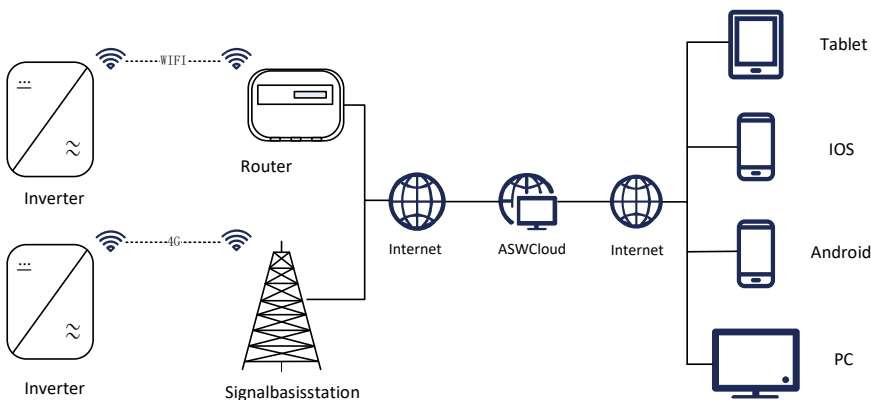 WIFI
Router
Inverter
4G
Signalbasisstation
Inverter
Internet
ASWCloud
Internet
Tablet
IOS
Android
PC